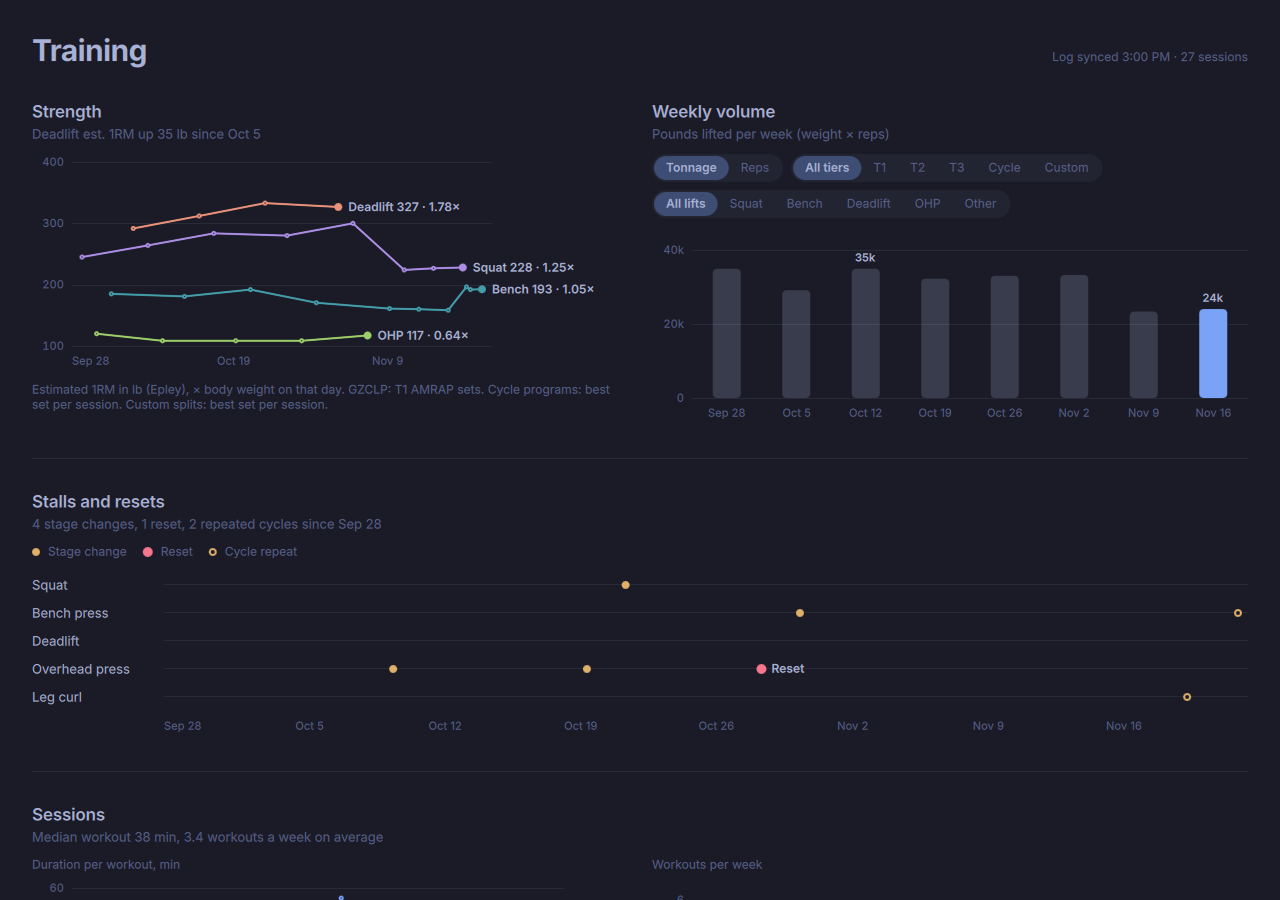 Training
Log synced 3:00 PM · 27 sessions
Strength
Deadlift est. 1RM up 35 lb since Oct 5
400
300
200
100
Deadlift 327 · 1.78×
Squat 228 · 1.25×
Bench 193 · 1.05×
OHP 117 · 0.64×
Sep 28 Oct 19 Nov 9
Estimated 1RM in lb (Epley), × body weight on that day. GZCLP: T1 AMRAP sets. Cycle programs: best
set per session. Custom splits: best set per session.
Weekly volume
Pounds lifted per week (weight × reps)
Tonnage Reps All tiers T1 T2 T3 Cycle Custom
All lifts Squat Bench Deadlift OHP Other
40k
35k
24k
20k
0
Sep 28 Oct 5 Oct 12 Oct 19 Oct 26 Nov 2 Nov 9 Nov 16
Stalls and resets
4 stage changes, 1 reset, 2 repeated cycles since Sep 28
Stage change Reset Cycle repeat
Squat
Bench press
Deadlift
Overhead press Reset
Leg curl
Sep 28 Oct 5 Oct 12 Oct 19 Oct 26 Nov 2 Nov 9 Nov 16
Sessions
Median workout 38 min, 3.4 workouts a week on average
Duration per workout, min
60
Workouts per week
6